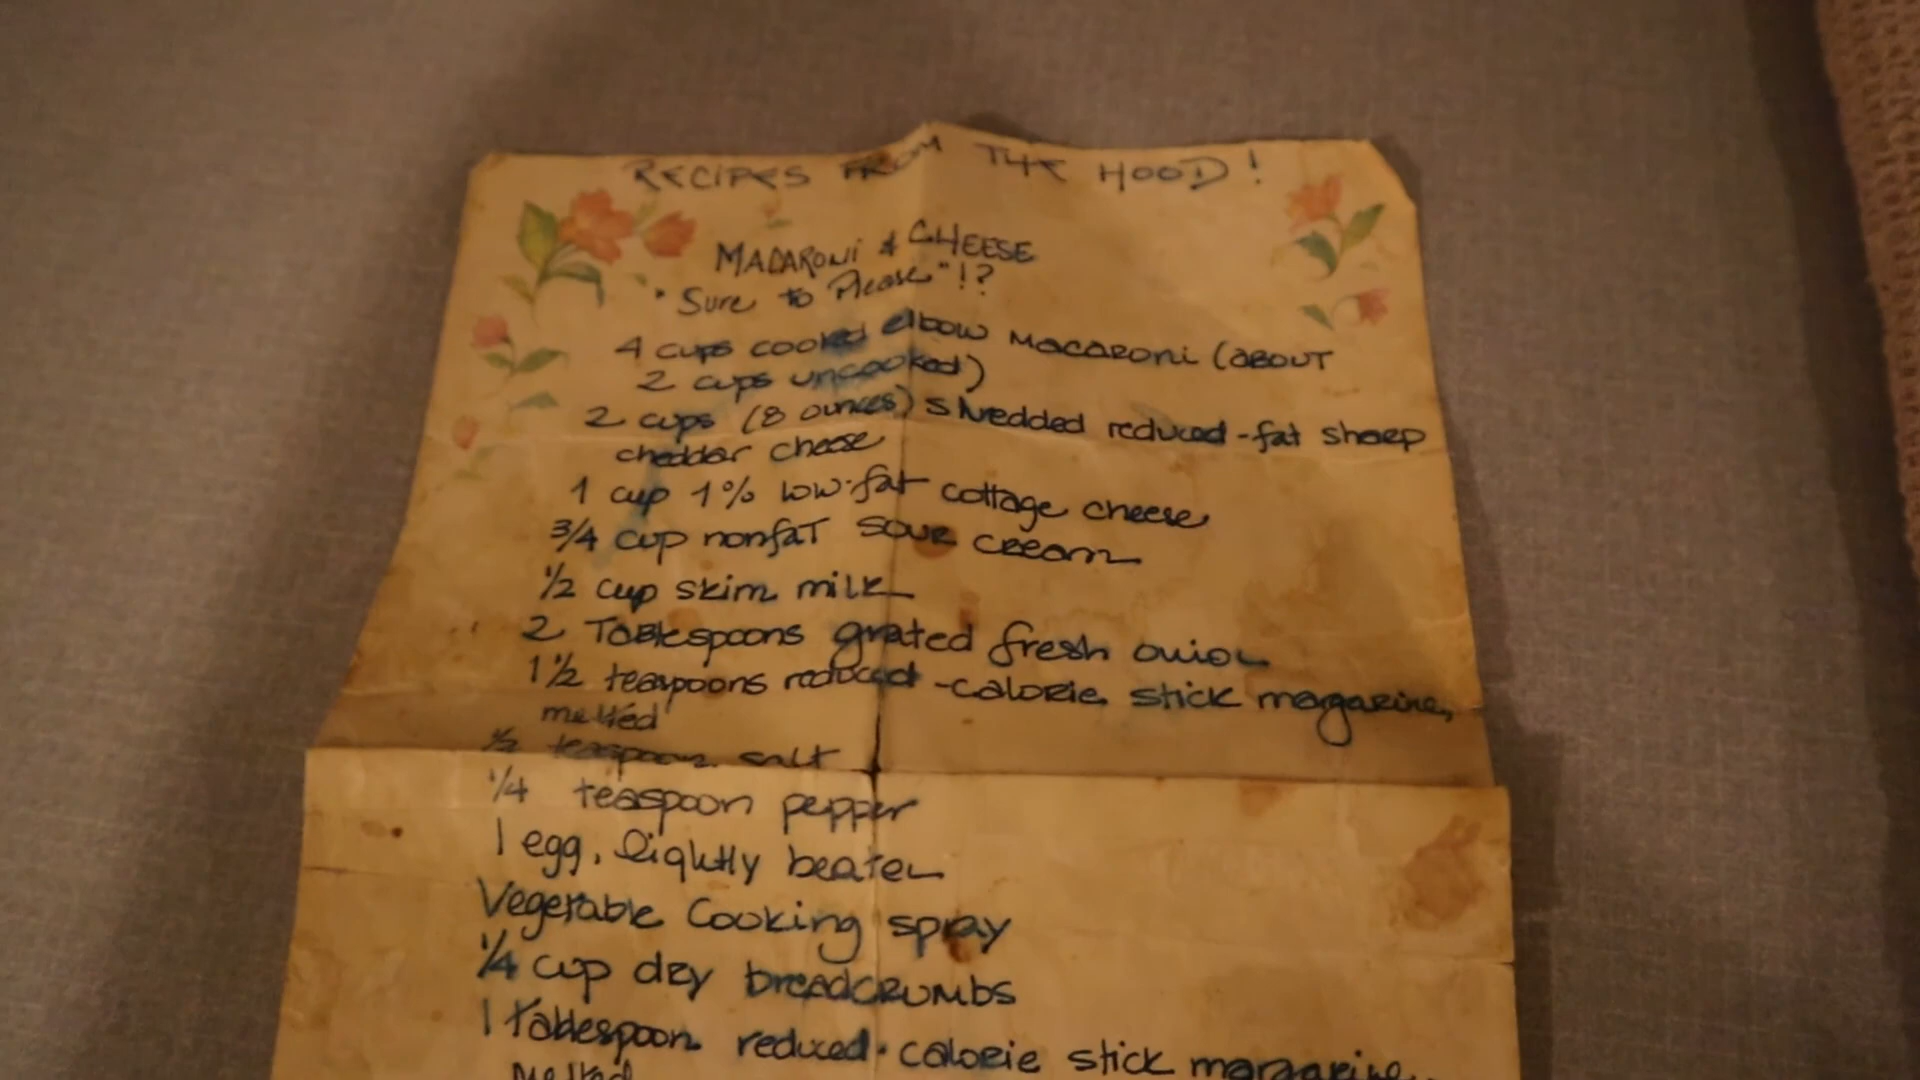 RECIPES FROM THE HOOD!
MACARONI & CHEESE
"Sure to Please"!?
4 cups cooked elbow macaroni (about
2 cups uncooked)
2 cups (8 ounces) shredded reduced-fat sharp
cheddar cheese
1 cup 1% low-fat cottage cheese
3/4 cup nonfat sour cream
1/2 cup skim milk
2 Tablespoons grated fresh onion
1 1/2 teaspoons reduced-calorie stick margarine,
melted
1/2 teaspoon salt
1/4 teaspoon pepper
1 egg, lightly beaten
Vegetable Cooking spray
1/4 cup dry breadcrumbs
1 tablespoon reduced-calorie stick margarine,
melted